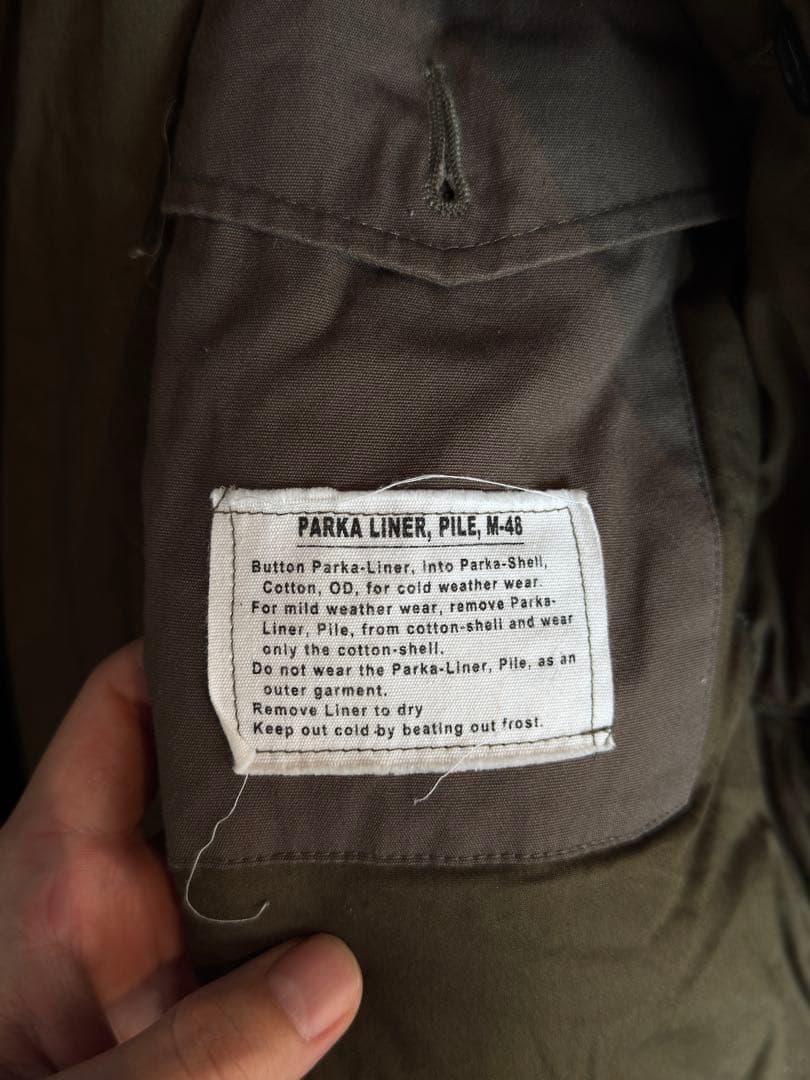 PARKA LINER, PILE, M-48
Button Parka-Liner, Into Parka-Shell,
Cotton, OD, for cold weather wear.
For mild weather wear, remove Parka-
Liner, Pile, from cotton-shell and wear
only the cotton-shell.
Do not wear the Parka-Liner, Pile, as an
outer garment.
Remove Liner to dry
Keep out cold by beating out frost.